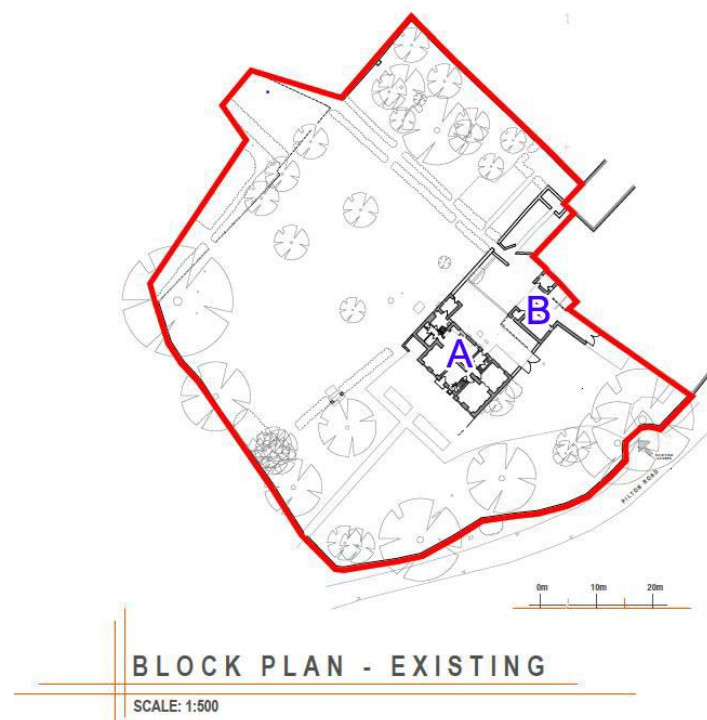 B
A
PILTON ROAD
0m 10m 20m
BLOCK PLAN - EXISTING
SCALE: 1:500